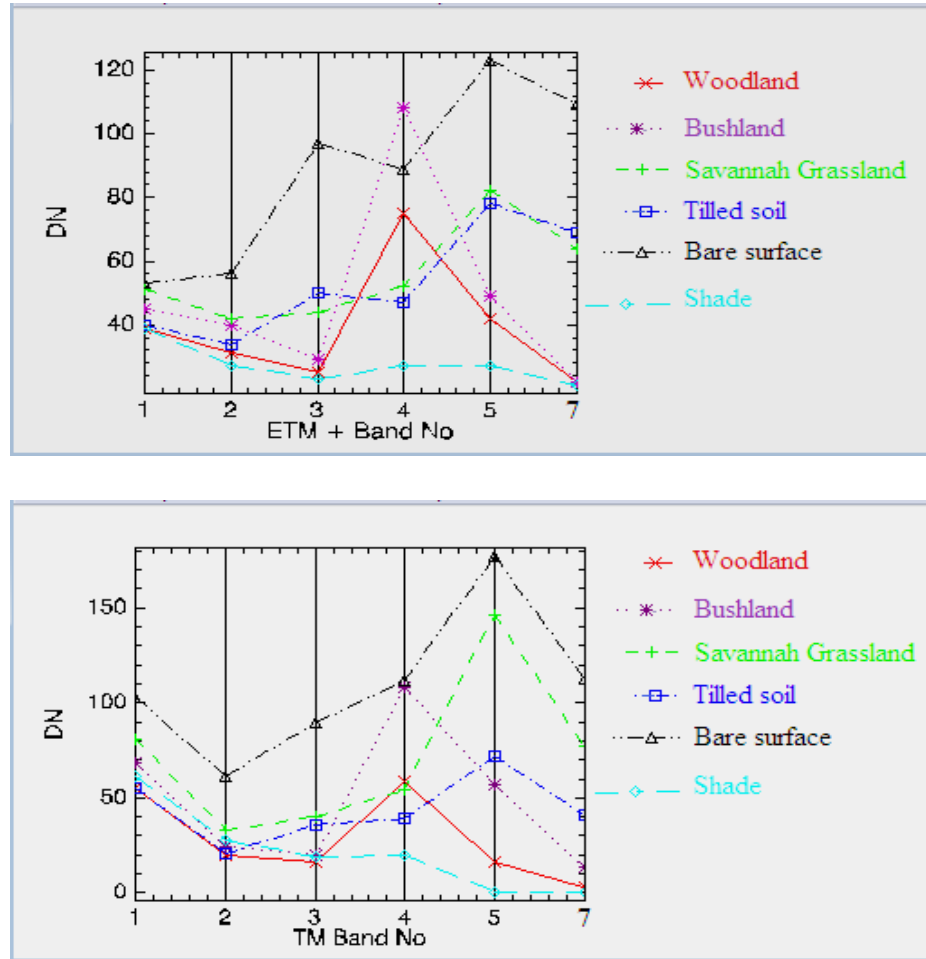 120
100
80
60
40
DN
1 2 3 4 5 7
ETM + Band No
Woodland
Bushland
Savannah Grassland
Tilled soil
Bare surface
Shade
150
100
50
0
DN
1 2 3 4 5 7
TM Band No
Woodland
Bushland
Savannah Grassland
Tilled soil
Bare surface
Shade